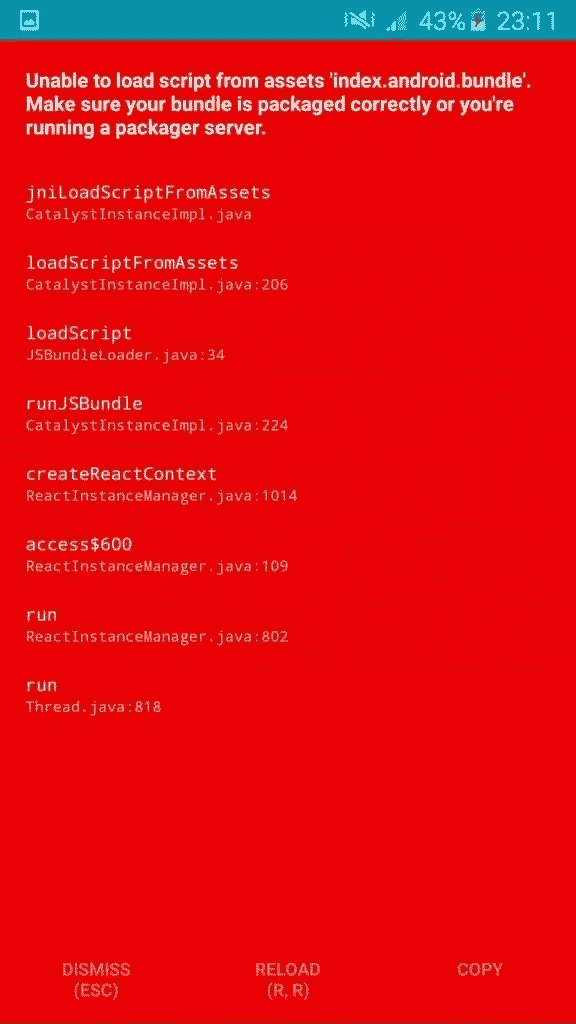 43% 23:11
Unable to load script from assets 'index.android.bundle'.
Make sure your bundle is packaged correctly or you're
running a packager server.
jniLoadScriptFromAssets
CatalystInstanceImpl.java
loadScriptFromAssets
CatalystInstanceImpl.java:206
loadScript
JSBundleLoader.java:34
runJSBundle
CatalystInstanceImpl.java:224
createReactContext
ReactInstanceManager.java:1014
access$600
ReactInstanceManager.java:109
run
ReactInstanceManager.java:802
run
Thread.java:818
DISMISS RELOAD COPY
(ESC) (R, R)